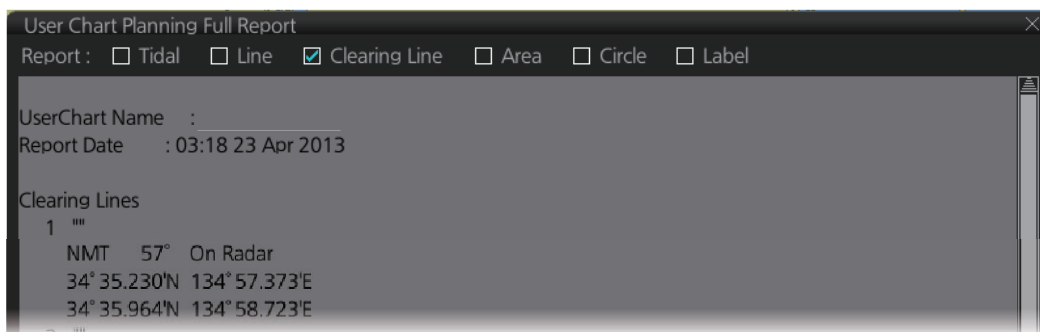 User Chart Planning Full Report
Report : Tidal Line Clearing Line Area Circle Label
UserChart Name :
Report Date : 03:18 23 Apr 2013
Clearing Lines
1 ""
NMT 57° On Radar
34°35.230'N 134°57.373'E
34°35.964'N 134°58.723'E